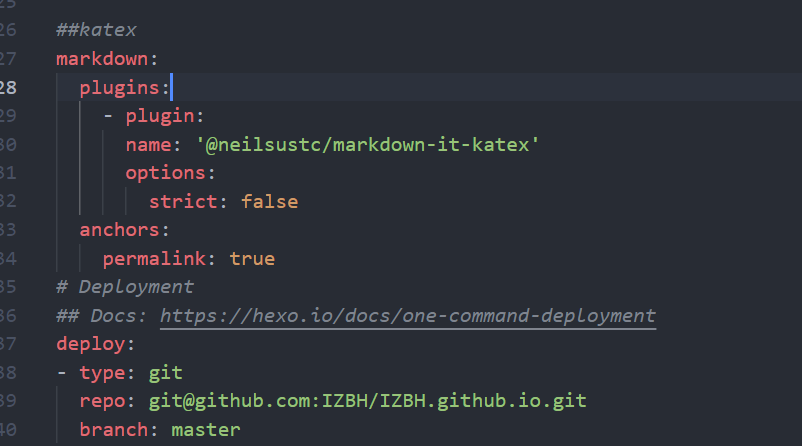 26 ##katex
27 markdown:
28   plugins:
29     - plugin:
30       name: '@neilsustc/markdown-it-katex'
31       options:
32         strict: false
33   anchors:
34     permalink: true
35 # Deployment
36 ## Docs: https://hexo.io/docs/one-command-deployment
37 deploy:
38 - type: git
39   repo: git@github.com:IZBH/IZBH.github.io.git
40   branch: master